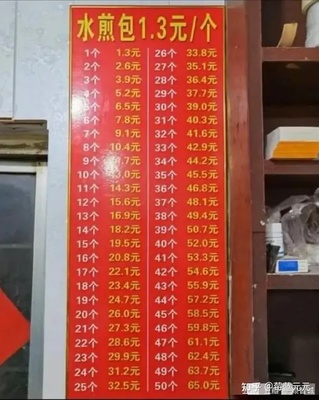 水煎包1.3元/个
1个 1.3元 26个 33.8元
2个 2.6元 27个 35.1元
3个 3.9元 28个 36.4元
4个 5.2元 29个 37.7元
5个 6.5元 30个 39.0元
6个 7.8元 31个 40.3元
7个 9.1元 32个 41.6元
8个 10.4元 33个 42.9元
9个 11.7元 34个 44.2元
10个 13.0元 35个 45.5元
11个 14.3元 36个 46.8元
12个 15.6元 37个 48.1元
13个 16.9元 38个 49.4元
14个 18.2元 39个 50.7元
15个 19.5元 40个 52.0元
16个 20.8元 41个 53.3元
17个 22.1元 42个 54.6元
18个 23.4元 43个 55.9元
19个 24.7元 44个 57.2元
20个 26.0元 45个 58.5元
21个 27.3元 46个 59.8元
22个 28.6元 47个 61.1元
23个 29.9元 48个 62.4元
24个 31.2元 49个 63.7元
25个 32.5元 50个 65.0元
知乎